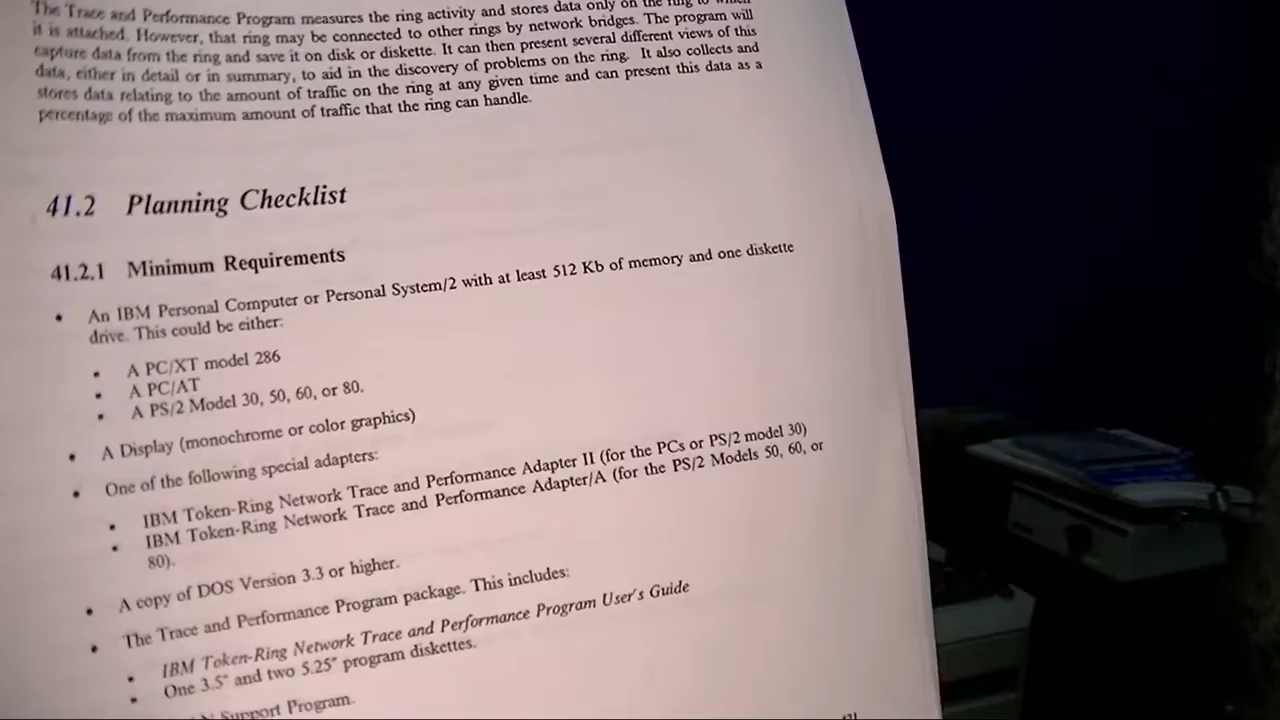 The Trace and Performance Program measures the ring activity and stores data only on the ring to which
it is attached. However, that ring may be connected to other rings by network bridges. The program will
capture data from the ring and save it on disk or diskette. It can then present several different views of this
data, either in detail or in summary, to aid in the discovery of problems on the ring. It also collects and
stores data relating to the amount of traffic on the ring at any given time and can present this data as a
percentage of the maximum amount of traffic that the ring can handle.
41.2 Planning Checklist
41.2.1 Minimum Requirements
• An IBM Personal Computer or Personal System/2 with at least 512 Kb of memory and one diskette
drive. This could be either:
• A PC/XT model 286
• A PC/AT
• A PS/2 Model 30, 50, 60, or 80.
• A Display (monochrome or color graphics)
• One of the following special adapters:
• IBM Token-Ring Network Trace and Performance Adapter II (for the PCs or PS/2 model 30)
• IBM Token-Ring Network Trace and Performance Adapter/A (for the PS/2 Models 50, 60, or
80).
• A copy of DOS Version 3.3 or higher.
• The Trace and Performance Program package. This includes:
• IBM Token-Ring Network Trace and Performance Program User's Guide
• One 3.5" and two 5.25" program diskettes.
Support Program.